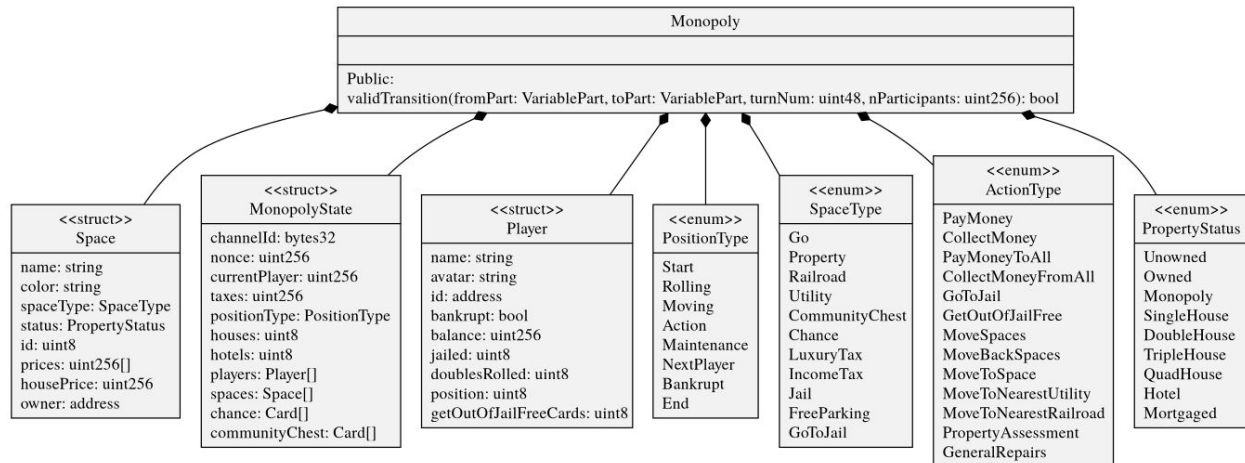 Monopoly
Public:
validTransition(fromPart: VariablePart, toPart: VariablePart, turnNum: uint48, nParticipants: uint256): bool
<<struct>>
Space
name: string
color: string
spaceType: SpaceType
status: PropertyStatus
id: uint8
prices: uint256[]
housePrice: uint256
owner: address
<<struct>>
MonopolyState
channelId: bytes32
nonce: uint256
currentPlayer: uint256
taxes: uint256
positionType: PositionType
houses: uint8
hotels: uint8
players: Player[]
spaces: Space[]
chance: Card[]
communityChest: Card[]
<<struct>>
Player
name: string
avatar: string
id: address
bankrupt: bool
balance: uint256
jailed: uint8
doublesRolled: uint8
position: uint8
getOutOfJailFreeCards: uint8
<<enum>>
PositionType
Start
Rolling
Moving
Action
Maintenance
NextPlayer
Bankrupt
End
<<enum>>
SpaceType
Go
Property
Railroad
Utility
CommunityChest
Chance
LuxuryTax
IncomeTax
Jail
FreeParking
GoToJail
<<enum>>
ActionType
PayMoney
CollectMoney
PayMoneyToAll
CollectMoneyFromAll
GoToJail
GetOutOfJailFree
MoveSpaces
MoveBackSpaces
MoveToSpace
MoveToNearestUtility
MoveToNearestRailroad
PropertyAssessment
GeneralRepairs
<<enum>>
PropertyStatus
Unowned
Owned
Monopoly
SingleHouse
DoubleHouse
TripleHouse
QuadHouse
Hotel
Mortgaged